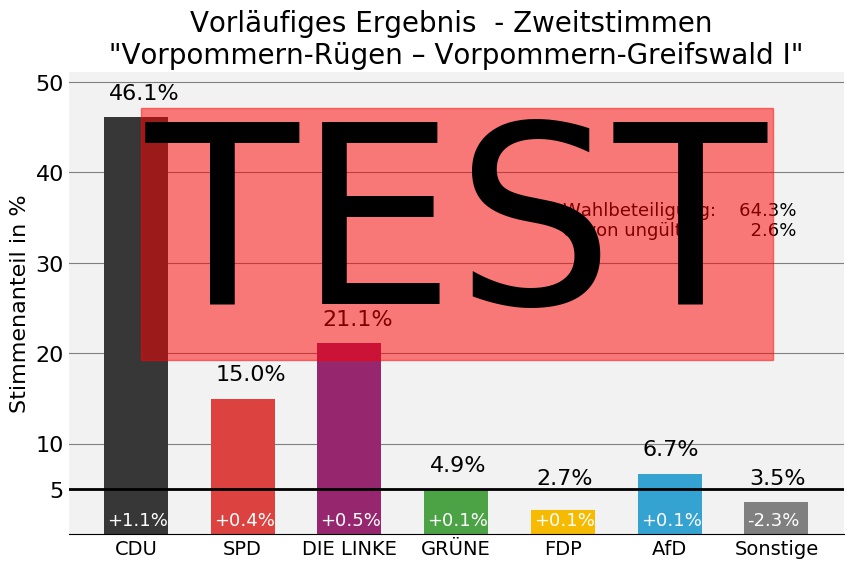 Vorläufiges Ergebnis - Zweitstimmen
"Vorpommern-Rügen – Vorpommern-Greifswald I"
Stimmenanteil in %
50
40
30
20
10
5
46.1%
15.0%
21.1%
4.9%
2.7%
6.7%
3.5%
TEST
Wahlbeteiligung: 64.3%
2.6%
+1.1%
+0.4%
+0.5%
+0.1%
+0.1%
+0.1%
-2.3%
CDU
SPD
DIE LINKE
GRÜNE
FDP
AfD
Sonstige